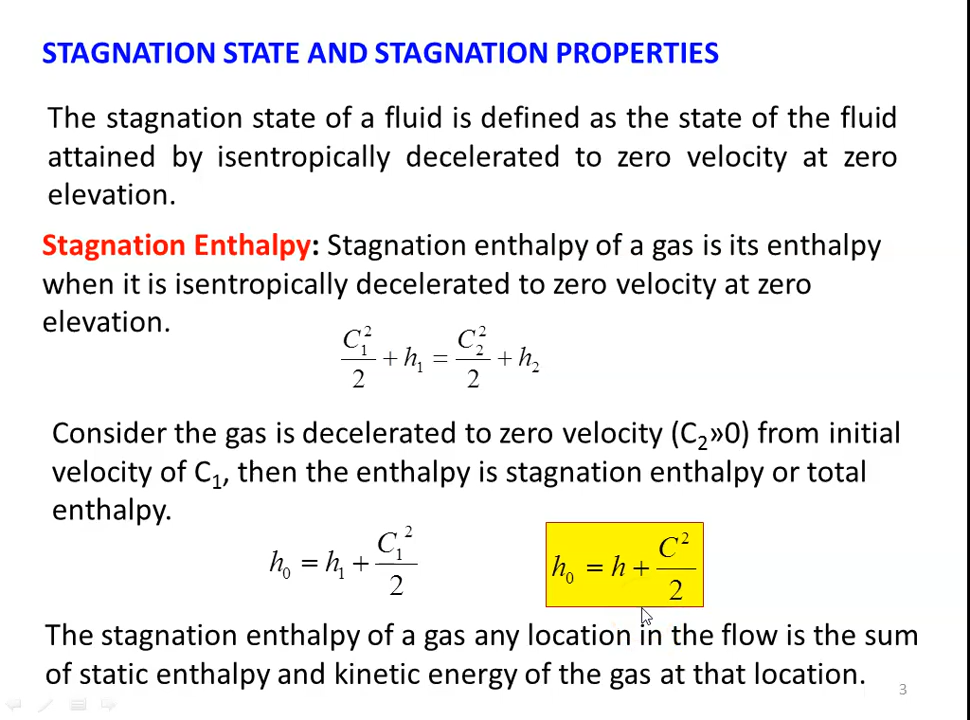 STAGNATION STATE AND STAGNATION PROPERTIES
The stagnation state of a fluid is defined as the state of the fluid
attained by isentropically decelerated to zero velocity at zero
elevation.
Stagnation Enthalpy: Stagnation enthalpy of a gas is its enthalpy
when it is isentropically decelerated to zero velocity at zero
elevation.
C₁²/2 + h₁ = C₂²/2 + h₂
Consider the gas is decelerated to zero velocity (C₂»0) from initial
velocity of C₁, then the enthalpy is stagnation enthalpy or total
enthalpy.
h₀ = h₁ + C₁²/2
h₀ = h + C²/2
The stagnation enthalpy of a gas any location in the flow is the sum
of static enthalpy and kinetic energy of the gas at that location.
3